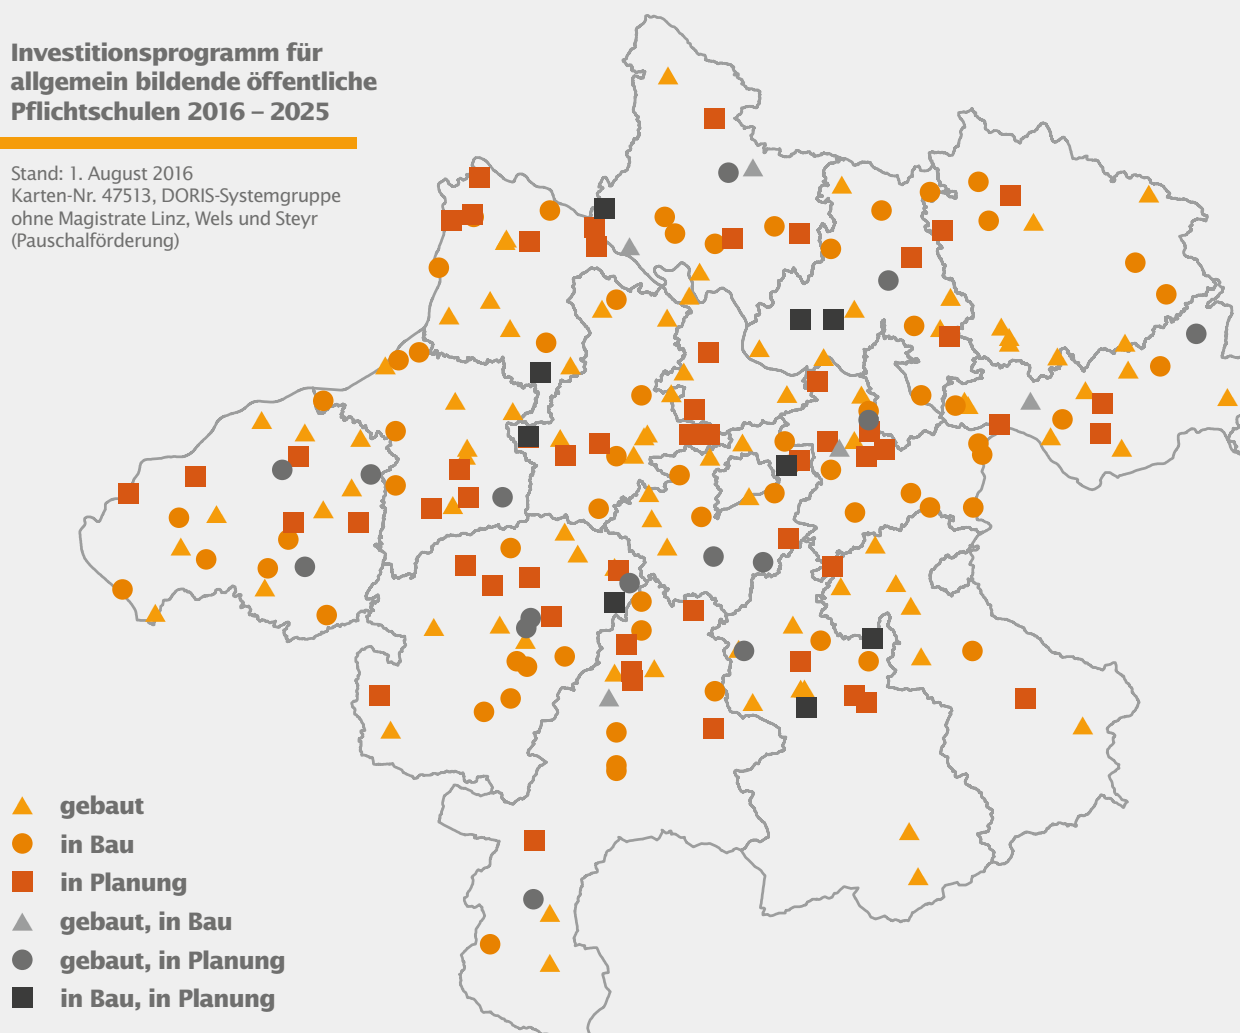 Investitionsprogramm für
allgemein bildende öffentliche
Pflichtschulen 2016 – 2025
Stand: 1. August 2016
Karten-Nr. 47513, DORIS-Systemgruppe
ohne Magistrate Linz, Wels und Steyr
(Pauschalförderung)
gebaut
in Bau
in Planung
gebaut, in Bau
gebaut, in Planung
in Bau, in Planung